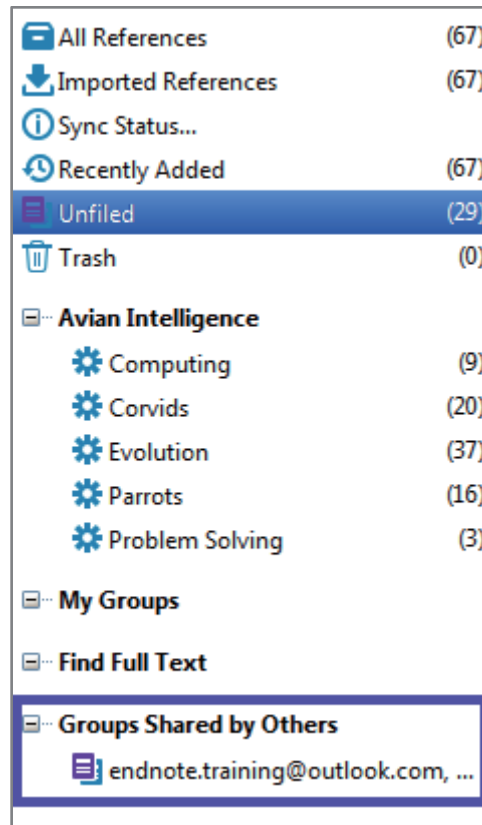 All References (67)
Imported References (67)
Sync Status...
Recently Added (67)
Unfiled (29)
Trash (0)
Avian Intelligence
Computing (9)
Corvids (20)
Evolution (37)
Parrots (16)
Problem Solving (3)
My Groups
Find Full Text
Groups Shared by Others
endnote.training@outlook.com, ...